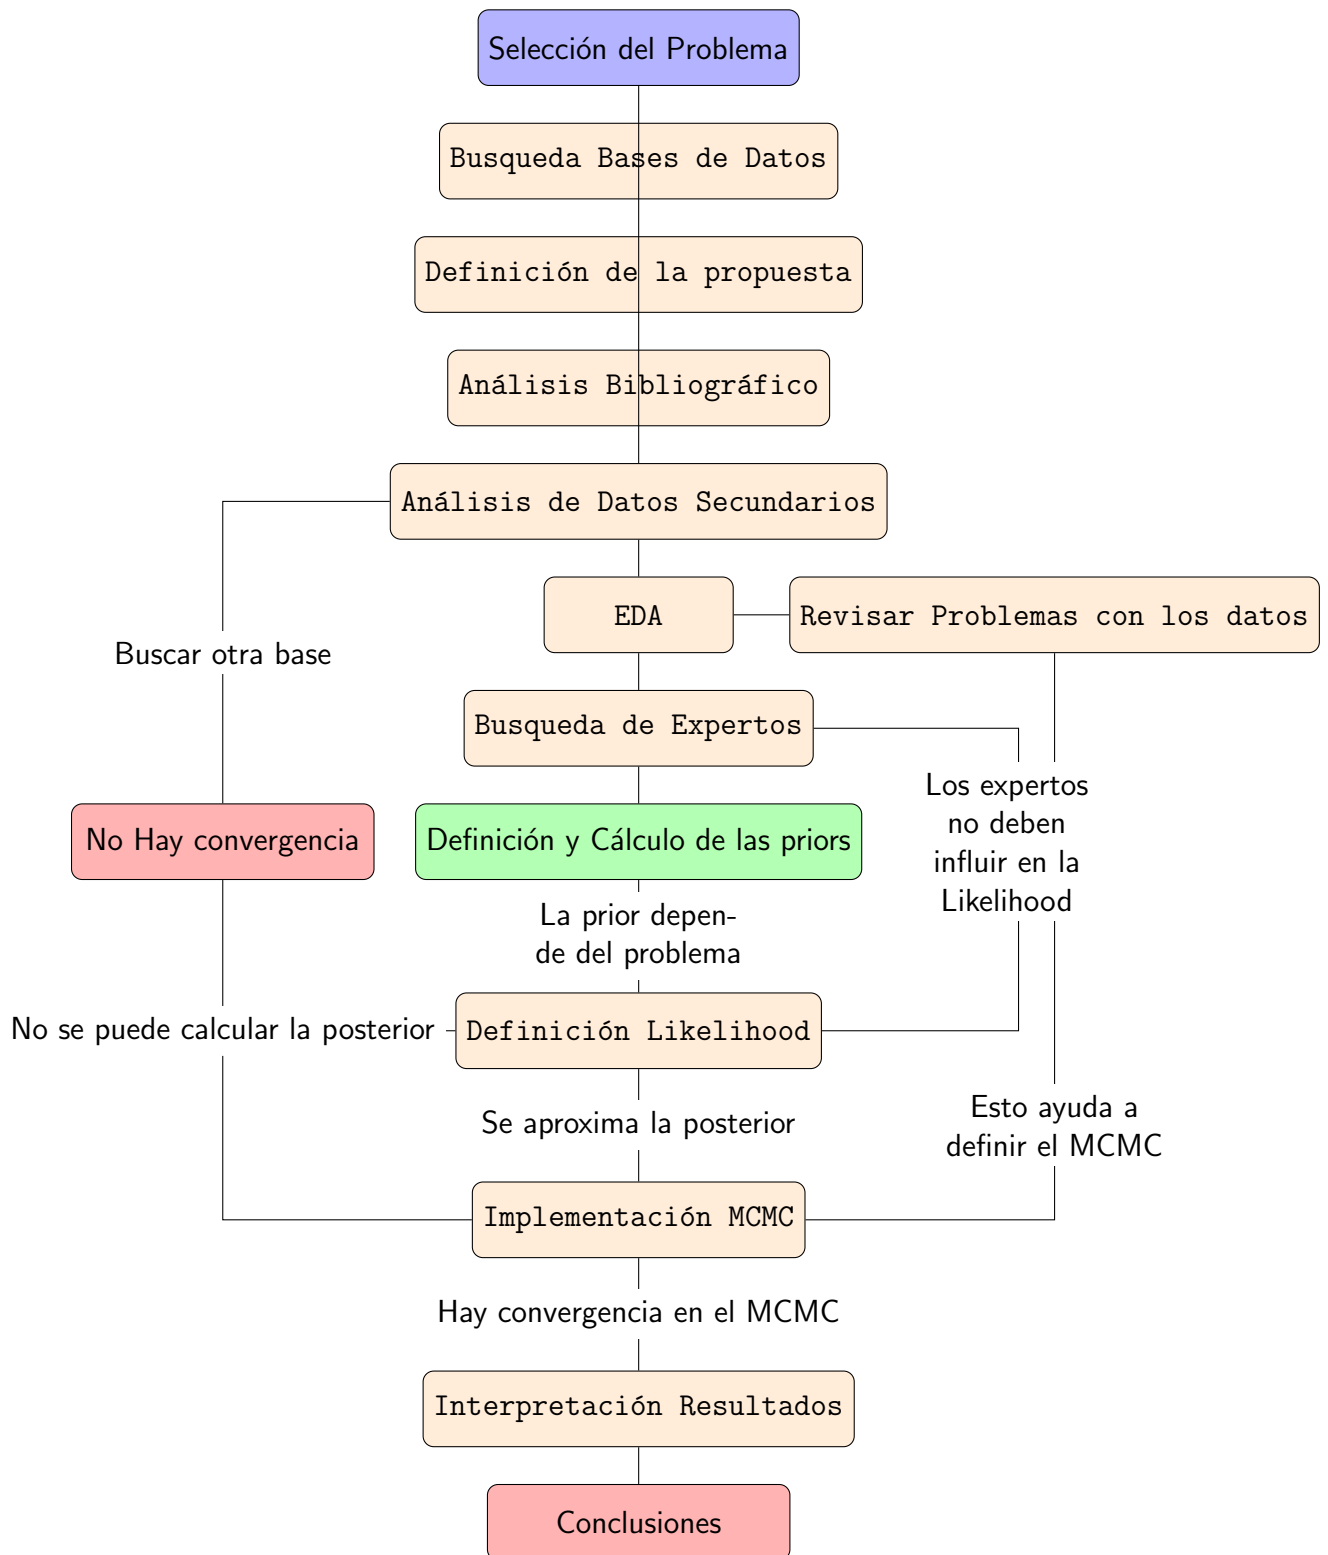 Selección del Problema
Busqueda Bases de Datos
Definición de la propuesta
Análisis Bibliográfico
Análisis de Datos Secundarios
EDA
Revisar Problemas con los datos
Buscar otra base
Busqueda de Expertos
Los expertos
no deben
influir en la
Likelihood
No Hay convergencia
Definición y Cálculo de las priors
La prior depen-
de del problema
No se puede calcular la posterior
Definición Likelihood
Se aproxima la posterior
Esto ayuda a
definir el MCMC
Implementación MCMC
Hay convergencia en el MCMC
Interpretación Resultados
Conclusiones